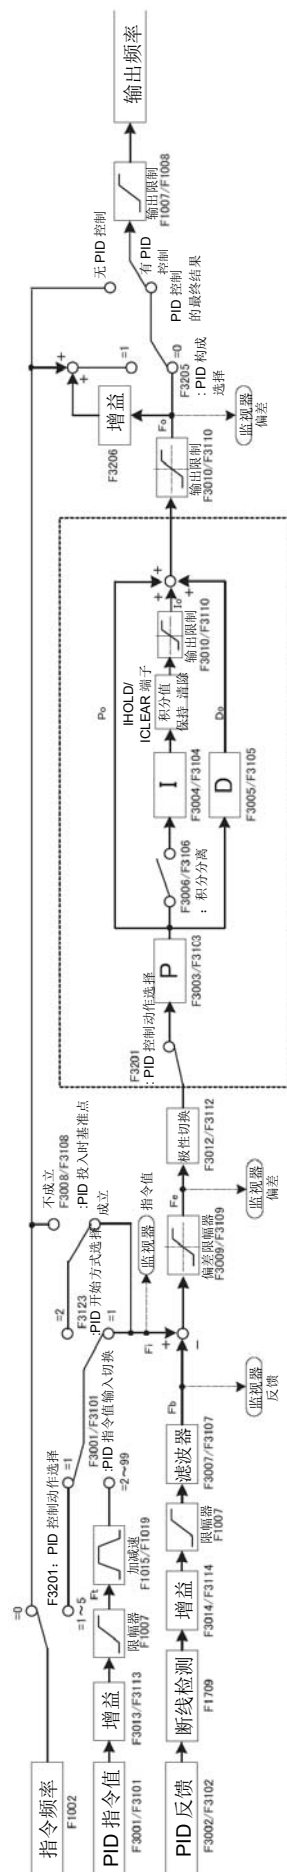 指令频率
F1002
=0
F3201：PID 控制动作选择
=1～5
=1
PID 指令值
F3001/F3101
增益
F3013/F3113
限幅器
F1007
Ft
加减速
F1015/F1019
=2～99
F3001/F3101
:PID 指令值输入切换
=1
=2
F3123
:PID 开始方式选择
成立
不成立
F3008/F3108
:PID 投入时基准点
Fi
监视器
指令值
PID 反馈
F3002/F3102
断线检测
F1709
增益
F3014/F3114
限幅器
F1007
滤波器
F3007/F3107
Fb
监视器
反馈
+
−
偏差限幅器
F3009/F3109
Fe
监视器
偏差
极性切换
F3012/F3112
F3201
: PID 控制动作选择
P
F3003/F3103
F3006/F3106
：积分分离
I
F3004/F3104
IHOLD/
ICLEAR 端子
积分值
保持 清除
Io
输出限制
F3010/F3110
Po
D
F3005/F3105
Do
+
+
+
输出限制
F3010/F3110
Fo
监视器
偏差
F3206
增益
+
+
=1
=0
F3205
: PID 构成
选择
无 PID 控制
有 PID
控制
PID 控制
的最终结果
输出限制
F1007/F1008
输出频率